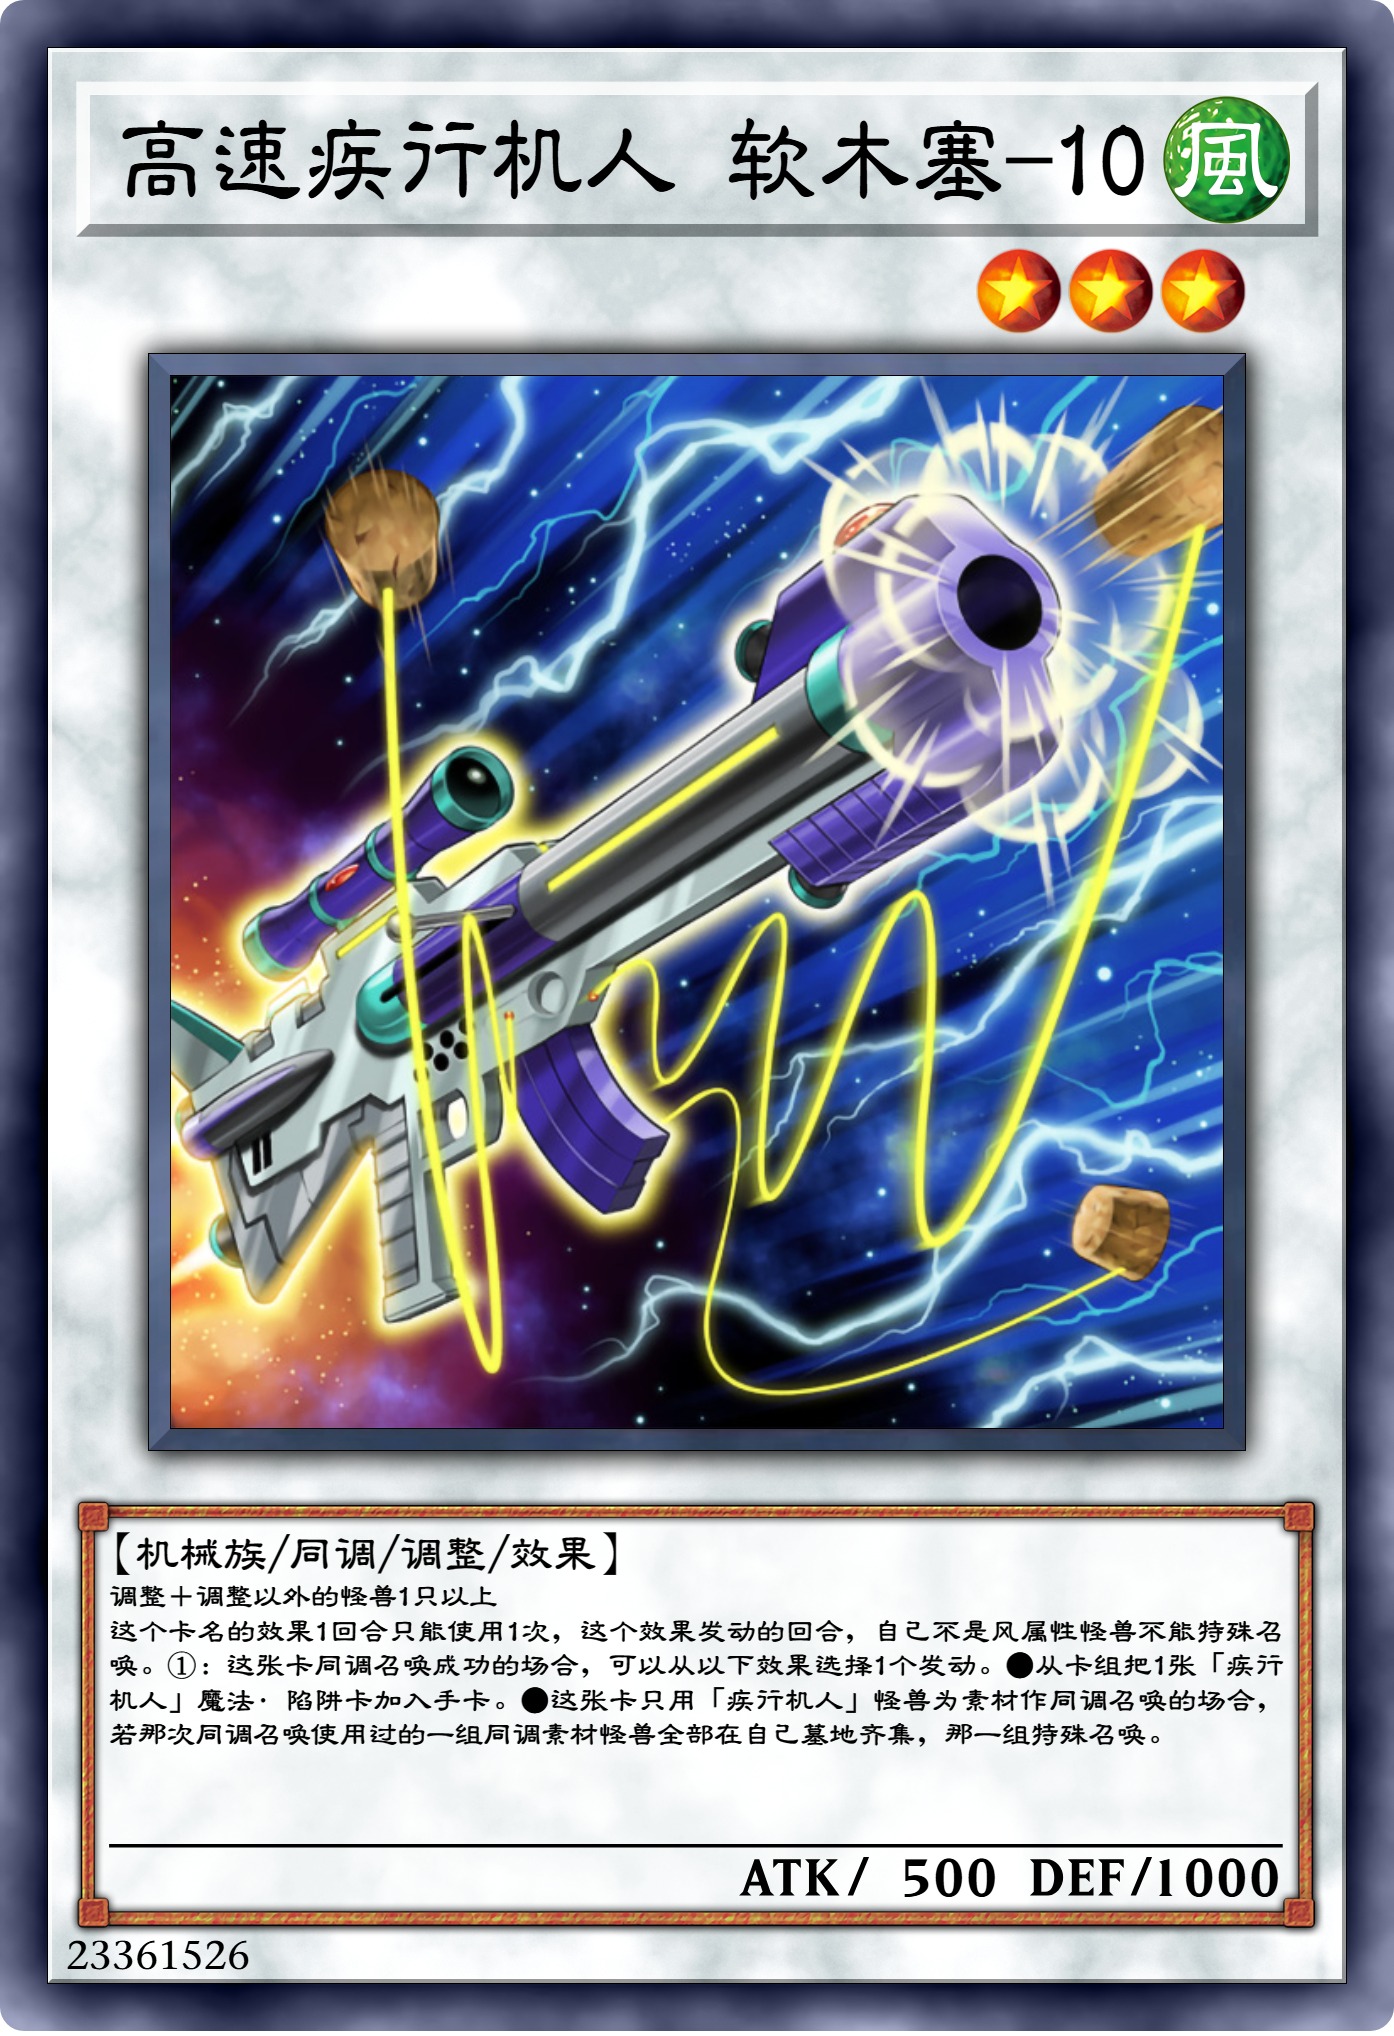 高速疾行机人 软木塞-10 風
【机械族/同调/调整/效果】
调整＋调整以外的怪兽1只以上
这个卡名的效果1回合只能使用1次，这个效果发动的回合，自己不是风属性怪兽不能特殊召
唤。①：这张卡同调召唤成功的场合，可以从以下效果选择1个发动。●从卡组把1张「疾行
机人」魔法·陷阱卡加入手卡。●这张卡只用「疾行机人」怪兽为素材作同调召唤的场合，
若那次同调召唤使用过的一组同调素材怪兽全部在自己墓地齐集，那一组特殊召唤。
ATK/ 500 DEF/1000
23361526